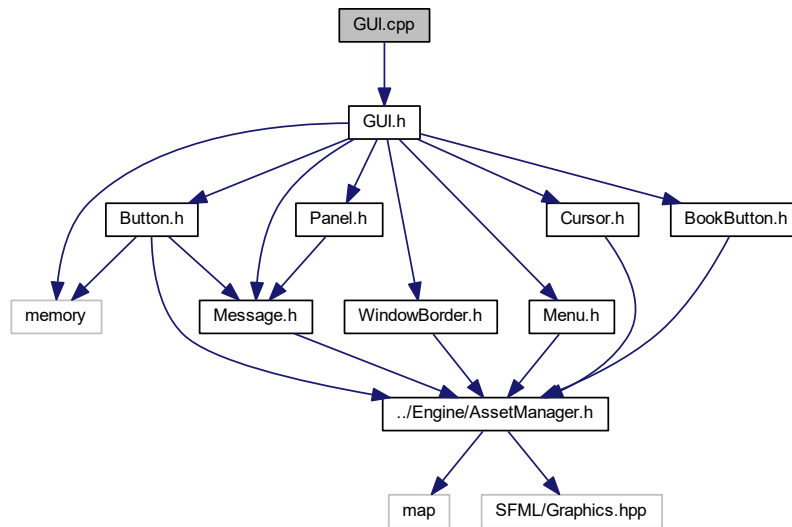 GUI.cpp
GUI.h
Button.h
Panel.h
Cursor.h
BookButton.h
memory
Message.h
WindowBorder.h
Menu.h
../Engine/AssetManager.h
map
SFML/Graphics.hpp